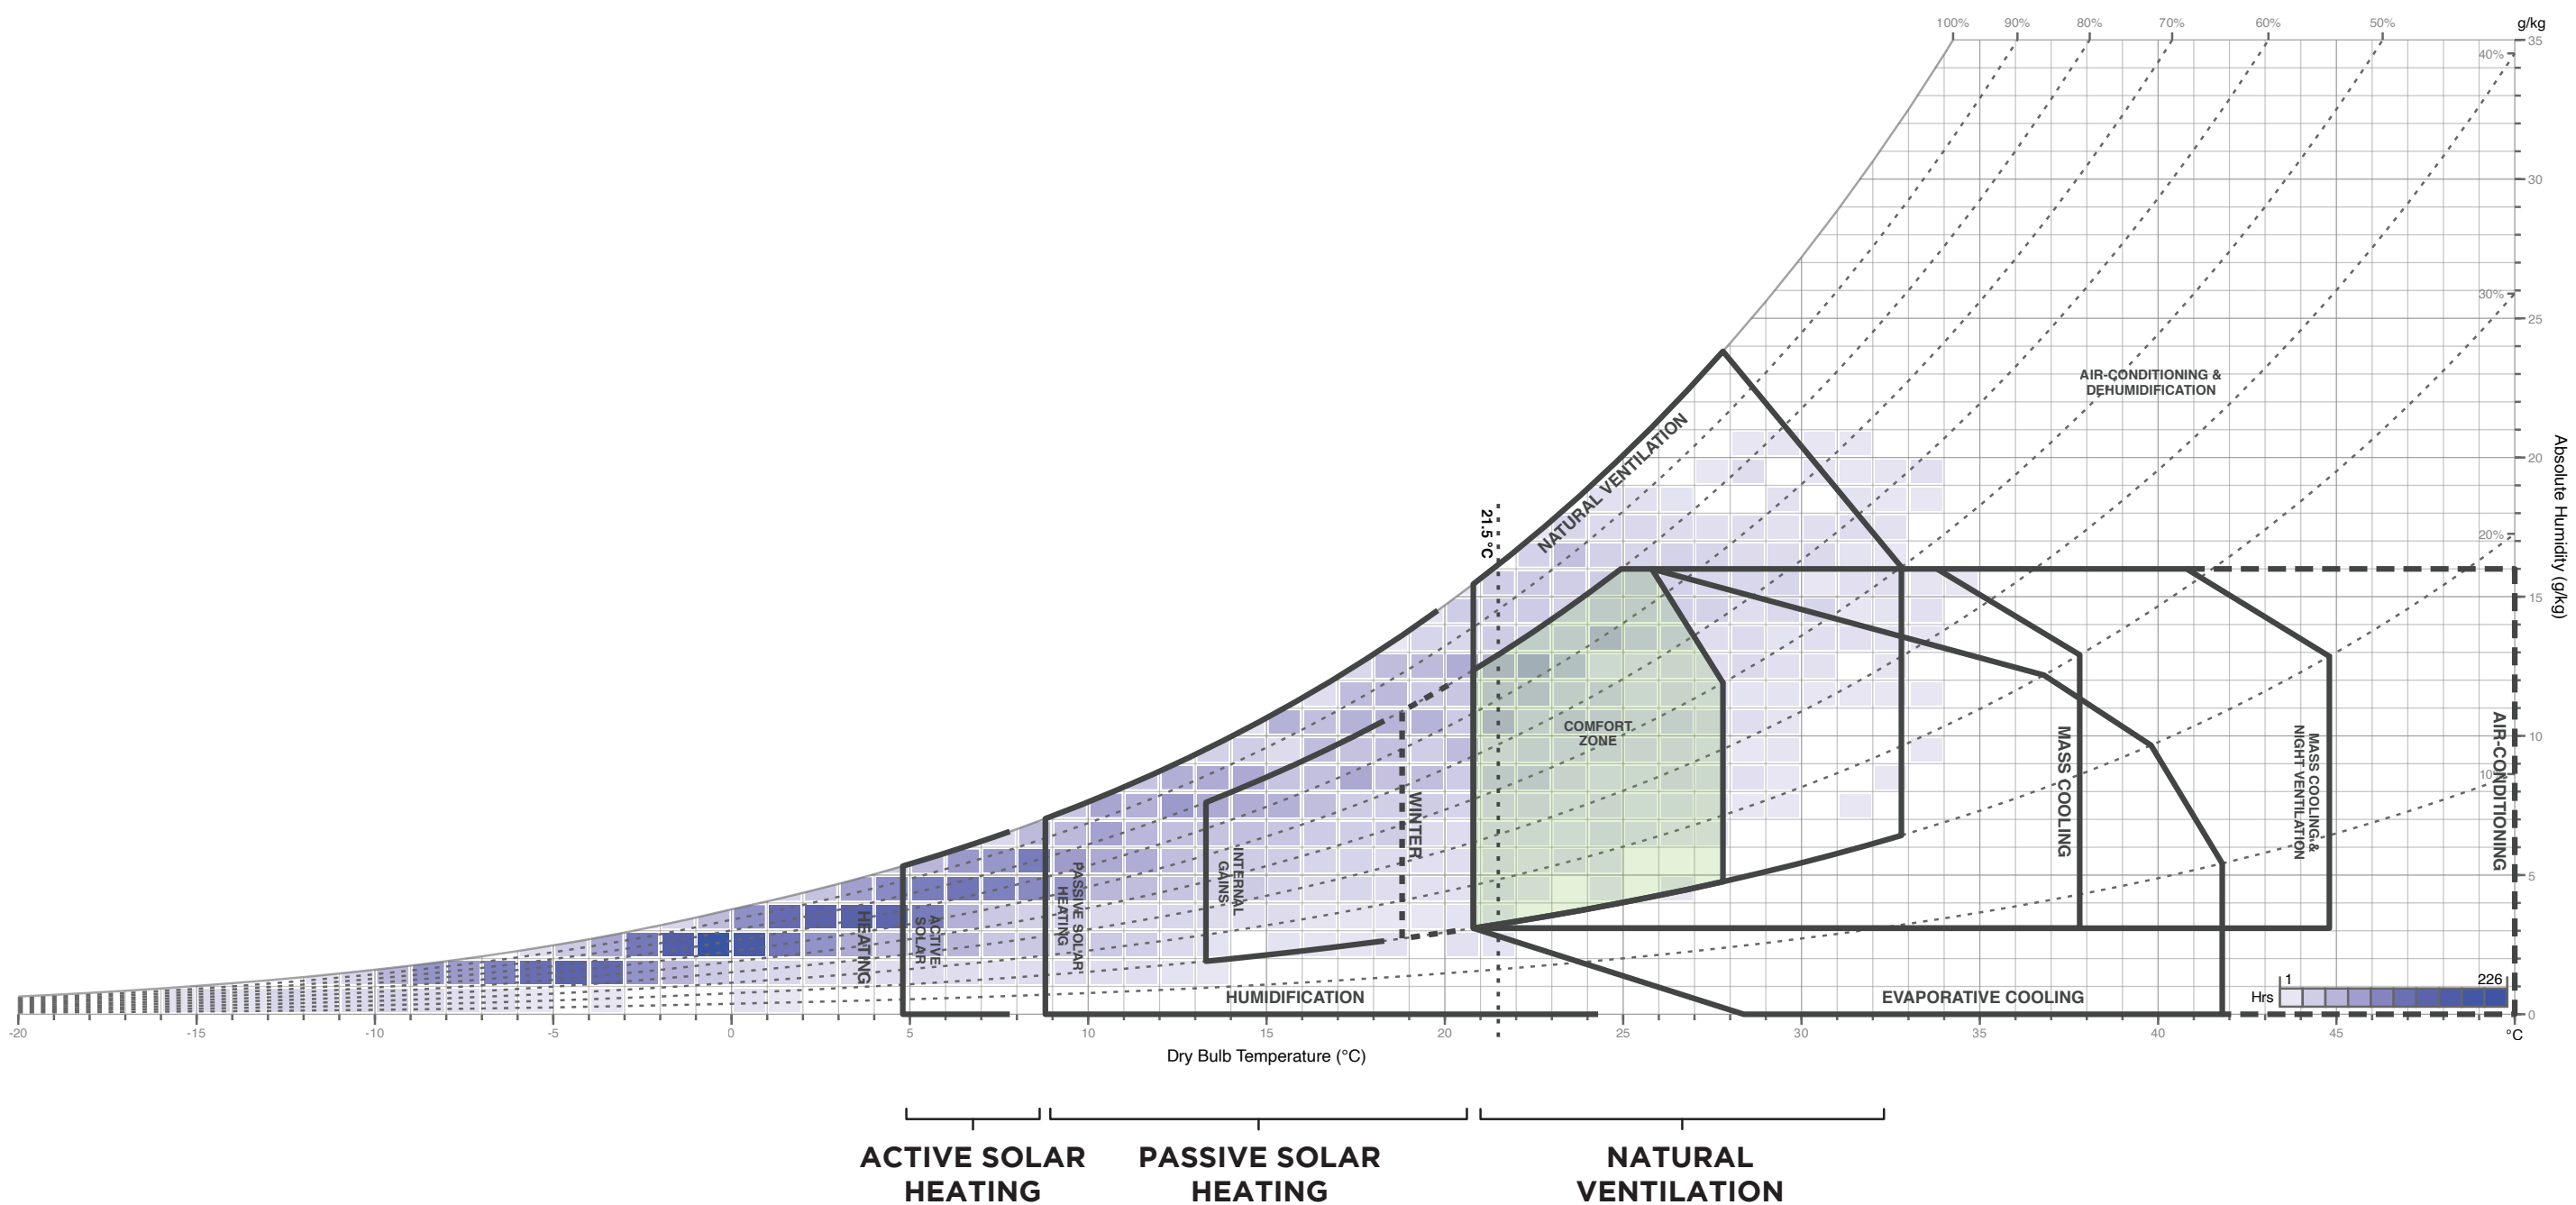 100% 90% 80% 70% 60% 50% g/kg
40% 35
30
30%
25
20%
20
15
10%
10
5
0
Absolute Humidity (g/kg)
AIR-CONDITIONING &
DEHUMIDIFICATION
NATURAL VENTILATION
21.5 °C
COMFORT
ZONE
WINTER
INTERNAL
GAINS
PASSIVE SOLAR
HEATING
ACTIVE
SOLAR
HEATING
MASS COOLING
MASS COOLING &
NIGHT VENTILATION
AIR-CONDITIONING
HUMIDIFICATION
EVAPORATIVE COOLING
1 226
Hrs
-20 -15 -10 -5 0 5 10 15 20 25 30 35 40 45 °C
Dry Bulb Temperature (°C)
ACTIVE SOLAR
HEATING
PASSIVE SOLAR
HEATING
NATURAL
VENTILATION